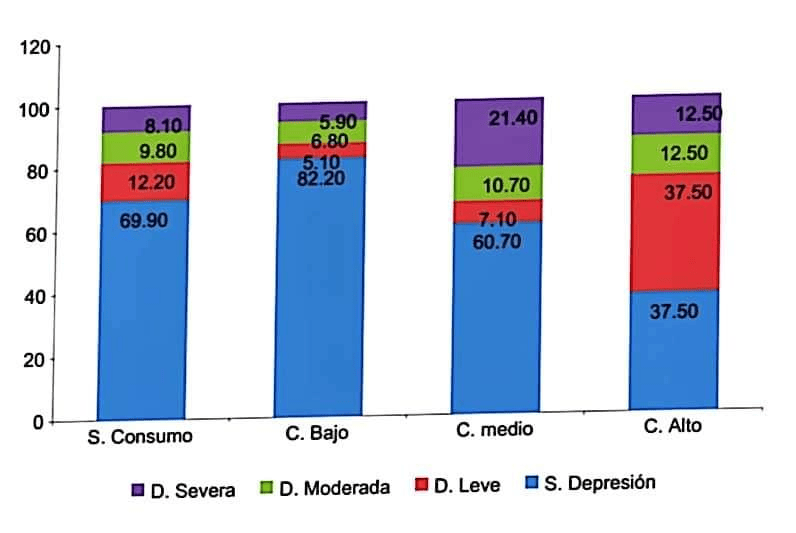 120
100
80
60
40
20
0
8.10
9.80
12.20
69.90
5.90
6.80
5.10
82.20
21.40
10.70
7.10
60.70
12.50
12.50
37.50
37.50
S. Consumo
C. Bajo
C. medio
C. Alto
D. Severa
D. Moderada
D. Leve
S. Depresión